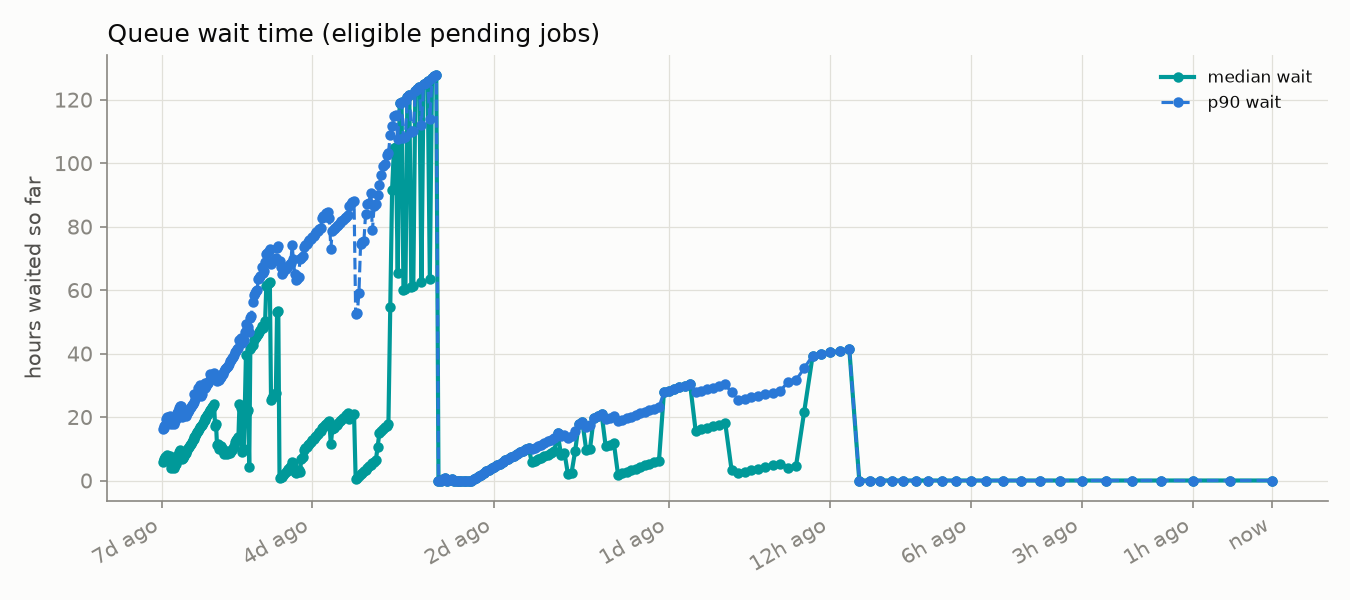 Queue wait time (eligible pending jobs)
median wait
p90 wait
hours waited so far
120
100
80
60
40
20
0
7d ago
4d ago
2d ago
1d ago
12h ago
6h ago
3h ago
1h ago
now